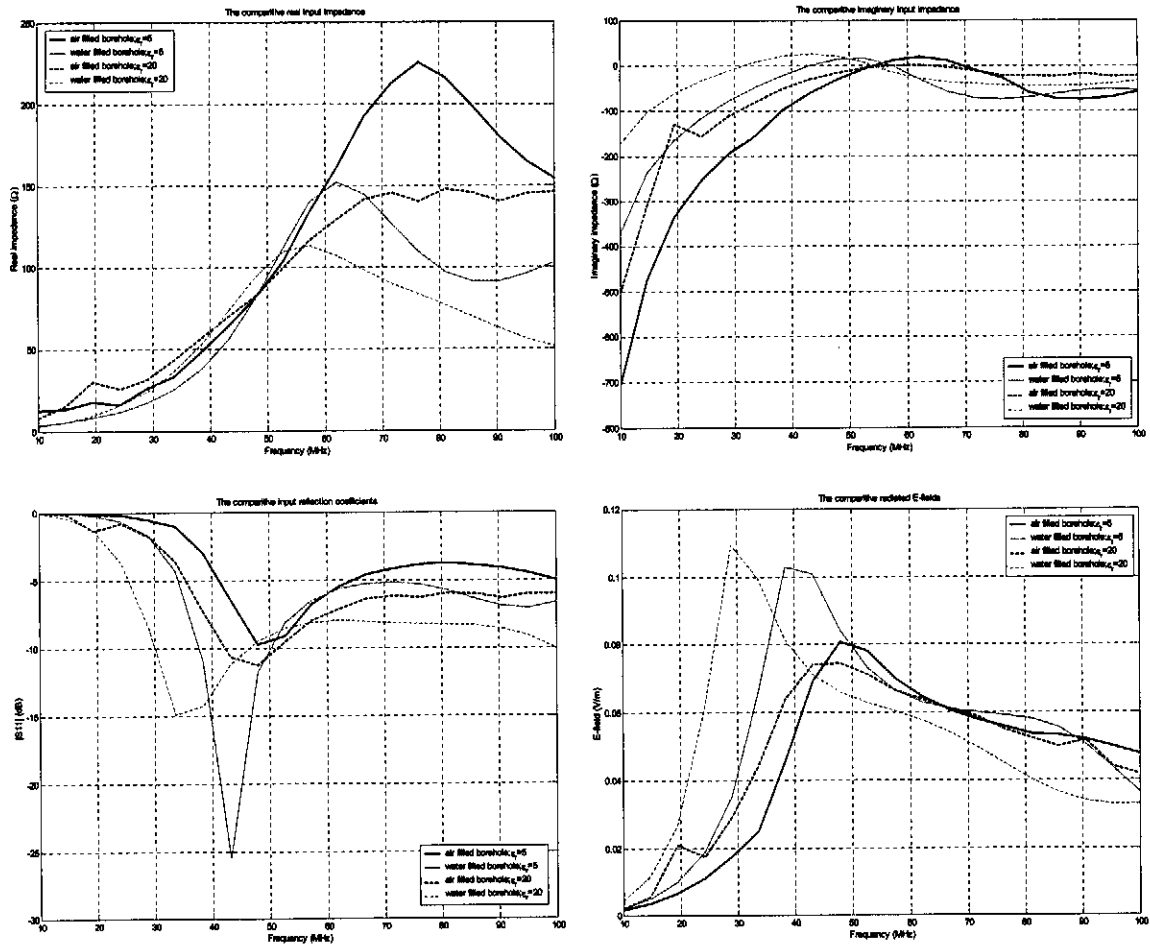 The competitive real input impedance
250
200
150
100
50
0
Real impedance (Ω)
air filled borehole;εr=5
water filled borehole;εr=5
air filled borehole;εr=20
water filled borehole;εr=20
10 20 30 40 50 60 70 80 90 100
Frequency (MHz)
The competitive imaginary input impedance
100
0
-100
-200
-300
-400
-500
-600
-700
-800
Imaginary impedance (Ω)
air filled borehole;εr=5
water filled borehole;εr=5
air filled borehole;εr=20
water filled borehole;εr=20
10 20 30 40 50 60 70 80 90 100
Frequency (MHz)
The competitive input reflection coefficients
0
-5
-10
-15
-20
-25
-30
|S11| (dB)
air filled borehole;εr=5
water filled borehole;εr=5
air filled borehole;εr=20
water filled borehole;εr=20
10 20 30 40 50 60 70 80 90 100
Frequency (MHz)
The competitive radiated E-fields
0.12
0.1
0.08
0.06
0.04
0.02
0
E-field (V/m)
air filled borehole;εr=5
water filled borehole;εr=5
air filled borehole;εr=20
water filled borehole;εr=20
10 20 30 40 50 60 70 80 90 100
Frequency (MHz)